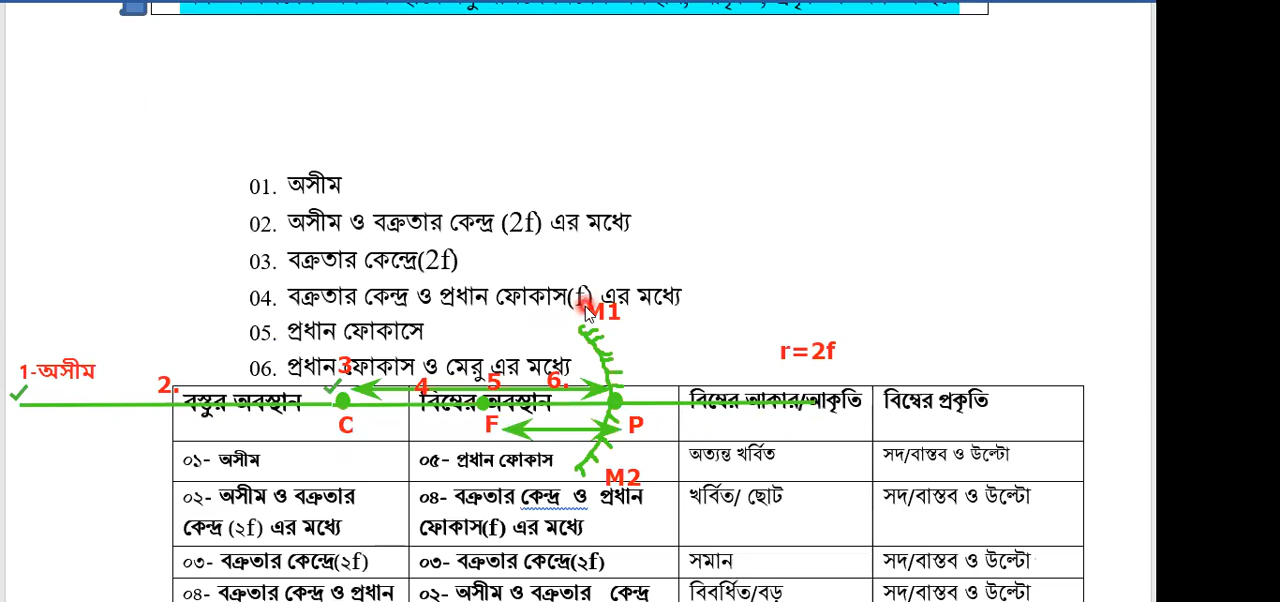 01. অসীম
02. অসীম ও বক্রতার কেন্দ্র (2f) এর মধ্যে
03. বক্রতার কেন্দ্রে(2f)
04. বক্রতার কেন্দ্র ও প্রধান ফোকাস(f) এর মধ্যে
M1
05. প্রধান ফোকাসে
r=2f
06. প্রধান ফোকাস ও মেরু এর মধ্যে
1-অসীম 2. 3 4 5 6.
বস্তুর অবস্থান বিম্বের অবস্থান বিম্বের আকার/আকৃতি বিম্বের প্রকৃতি
C F P
০১- অসীম ০৫- প্রধান ফোকাস অত্যন্ত খর্বিত সদ/বাস্তব ও উল্টো
M2
০২- অসীম ও বক্রতার ০৪- বক্রতার কেন্দ্র ও প্রধান খর্বিত/ ছোট সদ/বাস্তব ও উল্টো
কেন্দ্র (২f) এর মধ্যে ফোকাস(f) এর মধ্যে
০৩- বক্রতার কেন্দ্রে(২f) ০৩- বক্রতার কেন্দ্রে(২f) সমান সদ/বাস্তব ও উল্টো
০৪- বক্রতার কেন্দ্র ও প্রধান ০২- অসীম ও বক্রতার কেন্দ্র বিবর্ধিত/বড় সদ/বাস্তব ও উল্টো